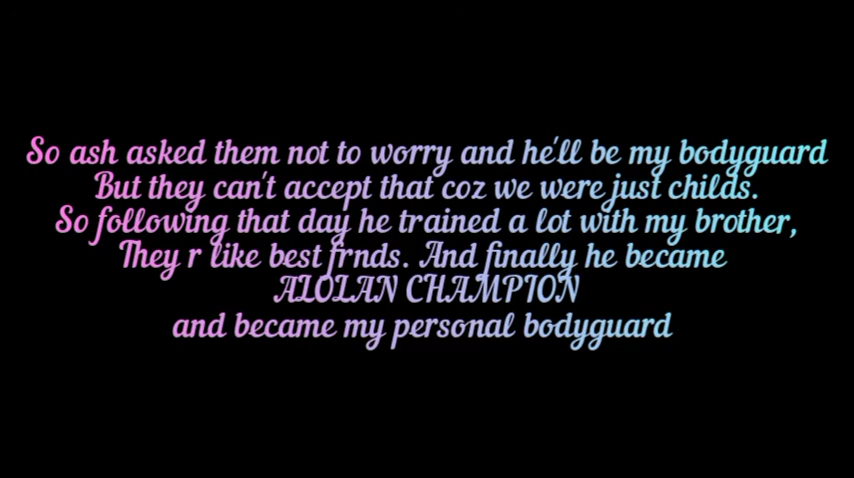 So ash asked them not to worry and he'll be my bodyguard
But they can't accept that coz we were just childs.
So following that day he trained a lot with my brother,
They r like best frnds. And finally he became
ALOLAN CHAMPION
and became my personal bodyguard